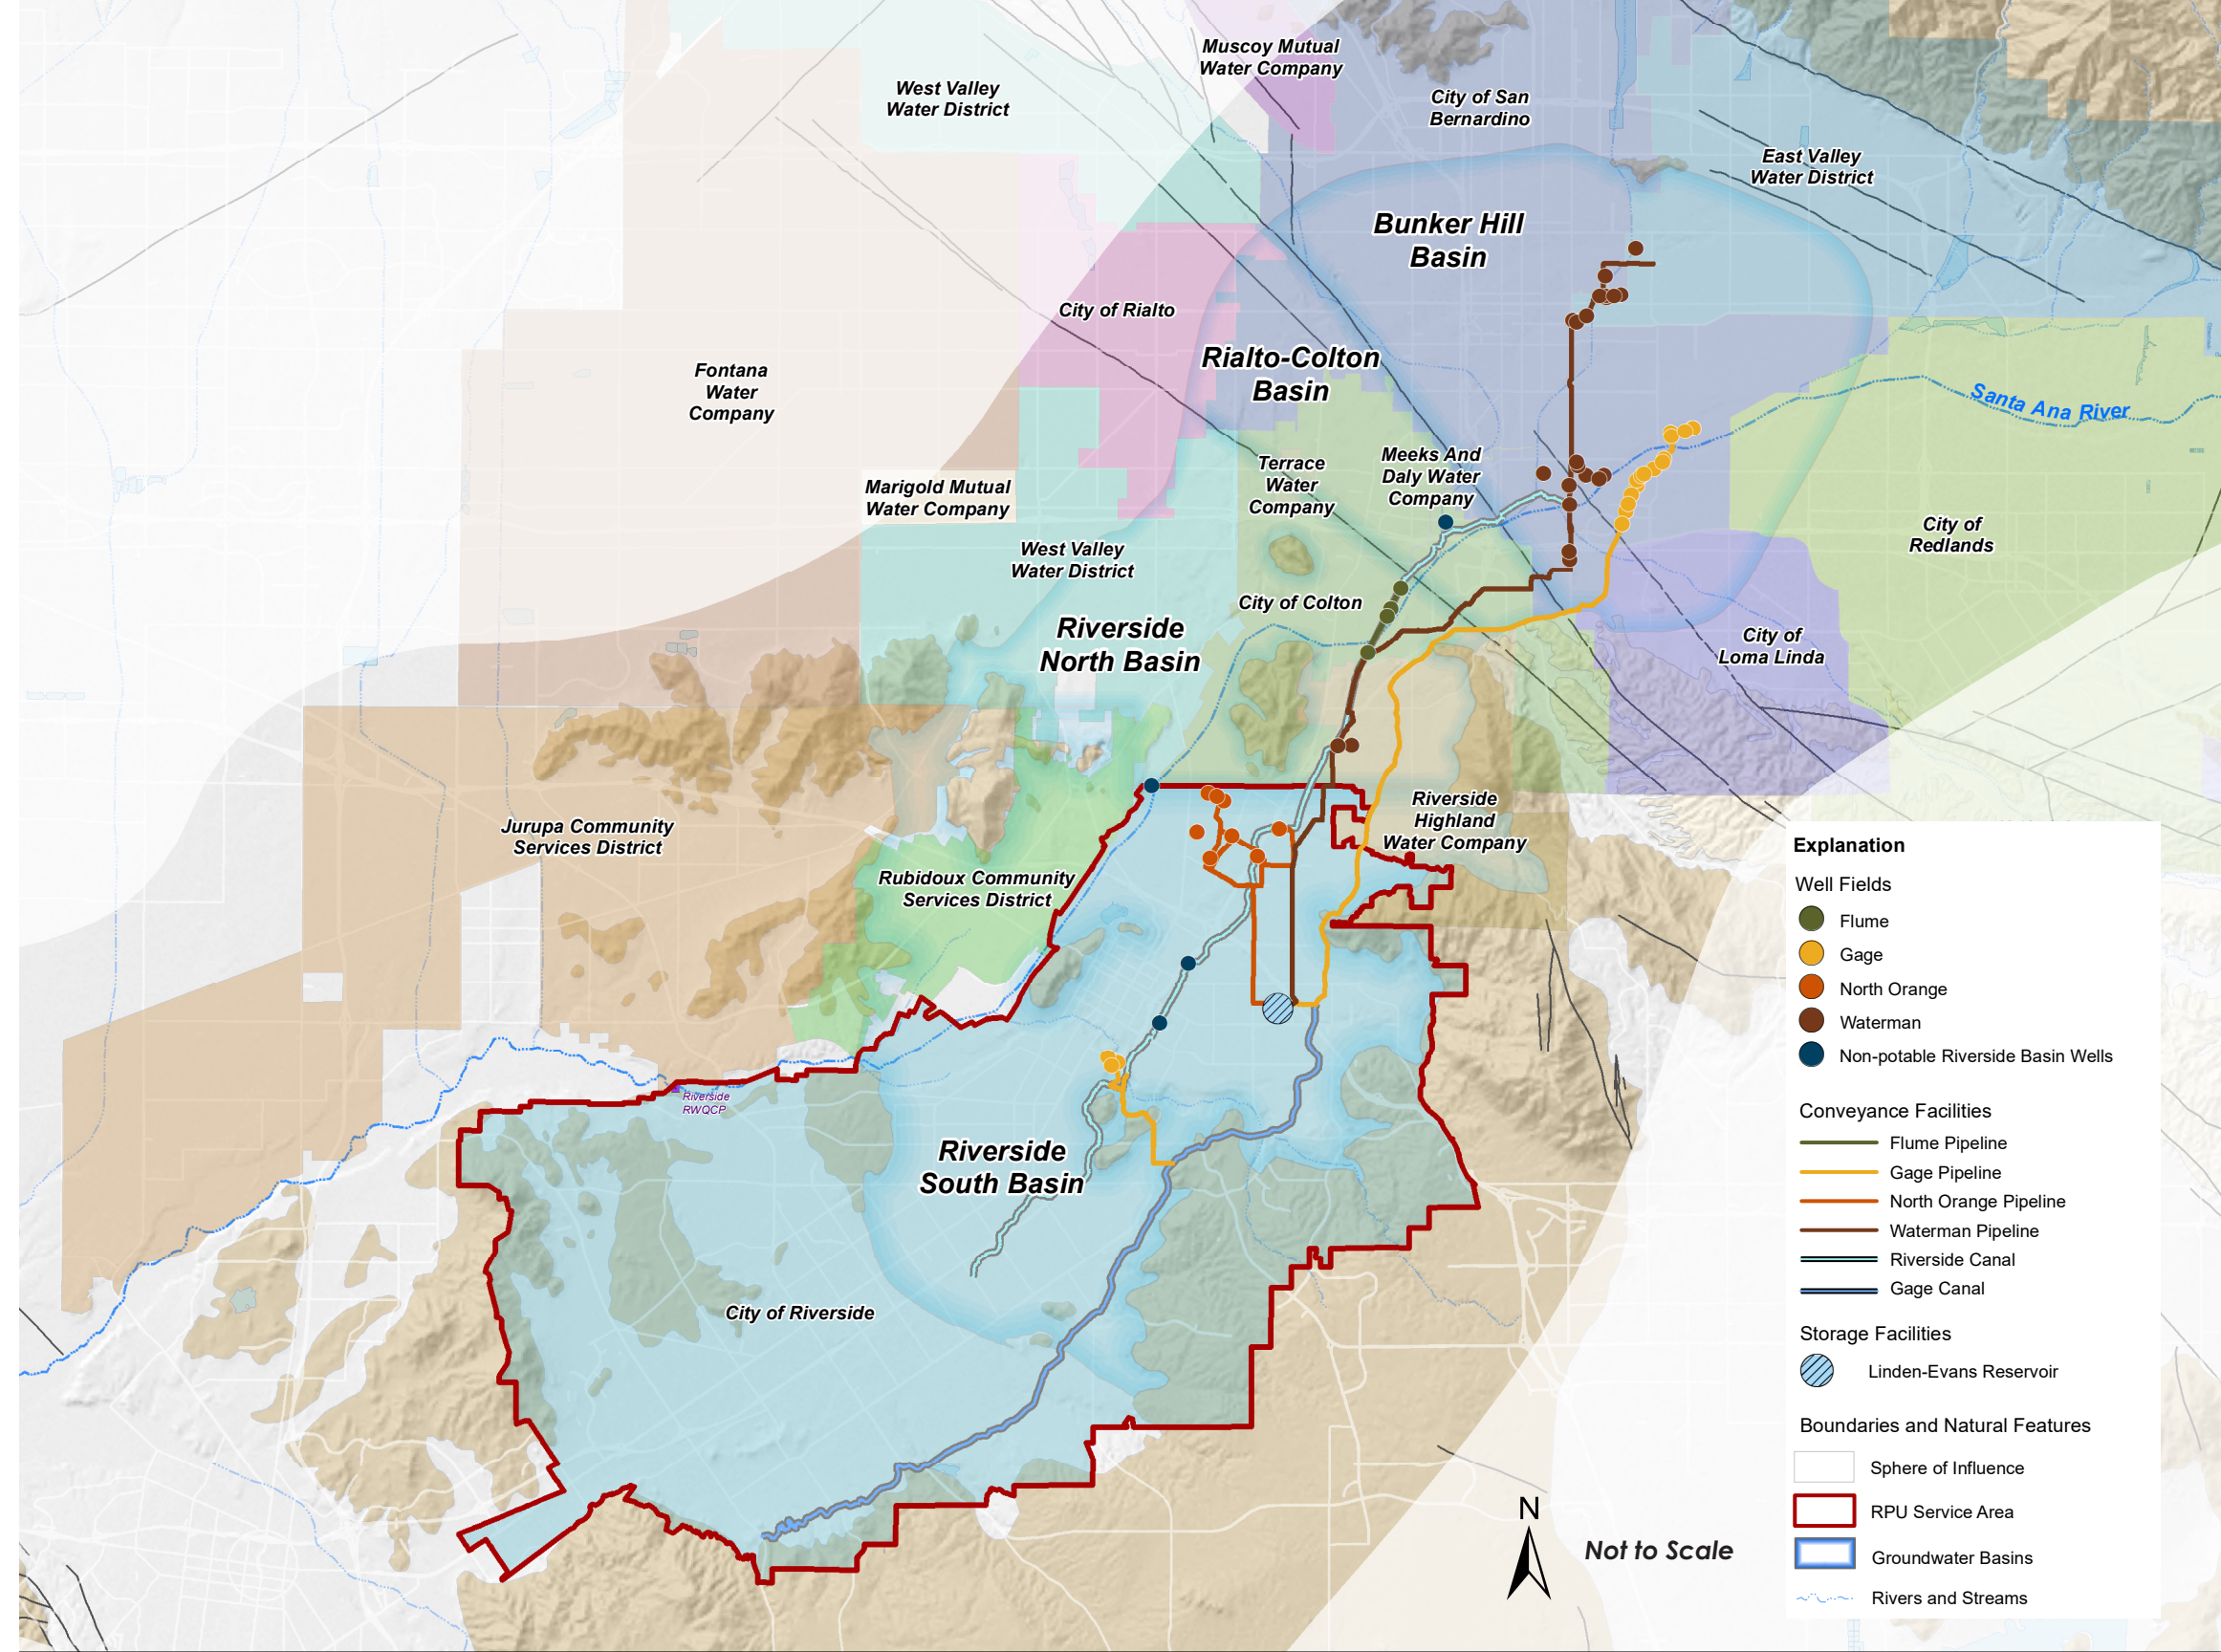 Muscoy Mutual
Water Company
West Valley
Water District
City of San
Bernardino
East Valley
Water District
Bunker Hill
Basin
City of Rialto
Rialto-Colton
Basin
Fontana
Water
Company
Santa Ana River
Terrace
Water
Company
Meeks And
Daly Water
Company
Marigold Mutual
Water Company
City of
Redlands
West Valley
Water District
City of Colton
Riverside
North Basin
City of
Loma Linda
Jurupa Community
Services District
Riverside
Highland
Water Company
Rubidoux Community
Services District
Riverside
RWQCP
Riverside
South Basin
City of Riverside
Explanation
Well Fields
Flume
Gage
North Orange
Waterman
Non-potable Riverside Basin Wells
Conveyance Facilities
Flume Pipeline
Gage Pipeline
North Orange Pipeline
Waterman Pipeline
Riverside Canal
Gage Canal
Storage Facilities
Linden-Evans Reservoir
Boundaries and Natural Features
Sphere of Influence
RPU Service Area
Groundwater Basins
Rivers and Streams
N
Not to Scale